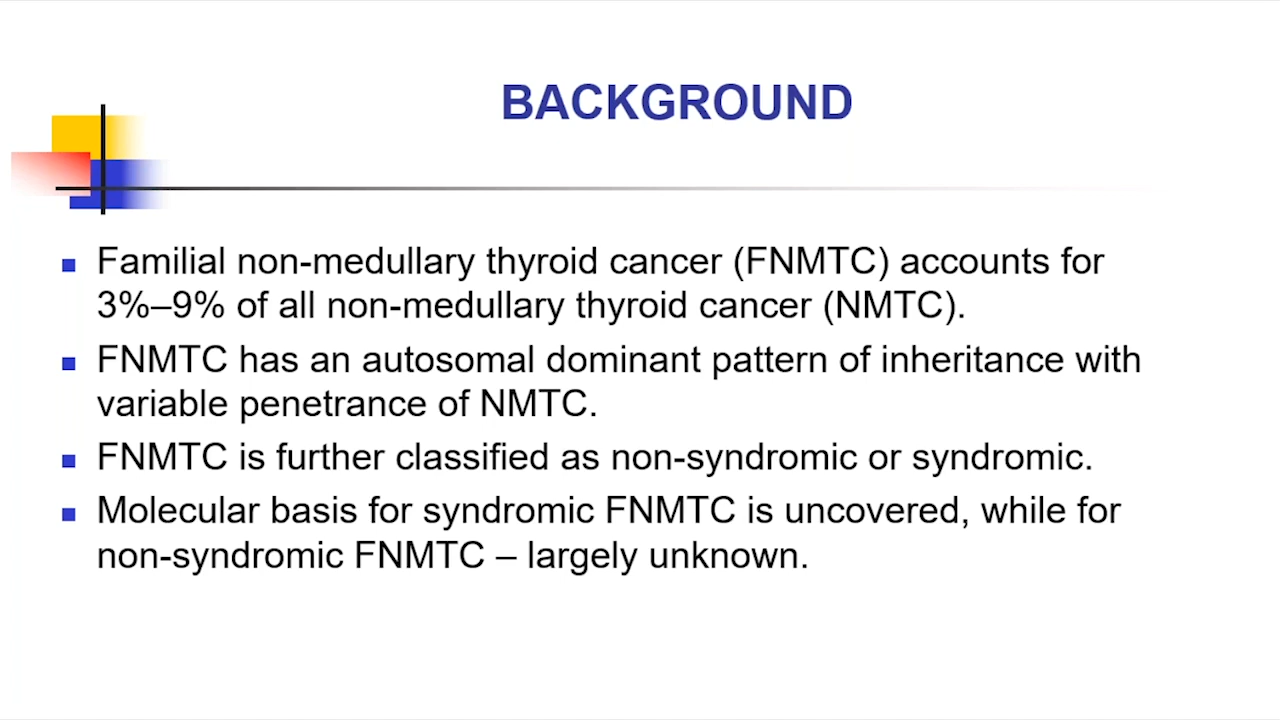 BACKGROUND
Familial non-medullary thyroid cancer (FNMTC) accounts for
3%–9% of all non-medullary thyroid cancer (NMTC).
FNMTC has an autosomal dominant pattern of inheritance with
variable penetrance of NMTC.
FNMTC is further classified as non-syndromic or syndromic.
Molecular basis for syndromic FNMTC is uncovered, while for
non-syndromic FNMTC – largely unknown.